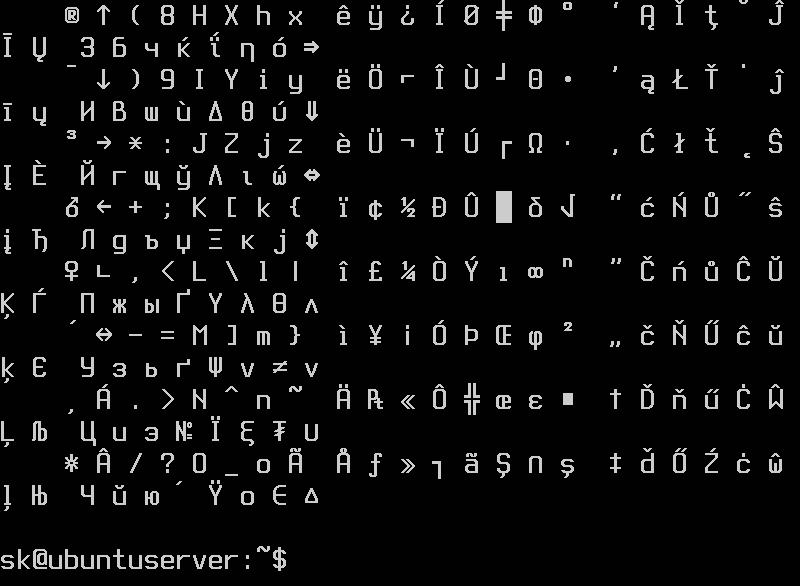 ® ↑ ( 8 H X h x ê ÿ ¿ Í Ø ╪ Φ ° ‘ Ą Ĭ ţ ˘ Ĵ
Ī Ų З Б ч ќ ΐ η ό ⇒
¯ ↓ ) 9 I Y i y ë Ö ⌐ Î Ù ┘ Θ • ’ ą Ł Ť ˙ ĵ
ī ų И В ш ù Δ θ ú ⇓
³ → * : J Z j z è Ü ¬ Ï Ú ┌ Ω · , Ć ł ť ˛ Ŝ
Į È Й г щ ў Λ ι ώ ⇔
♂ ← + ; K [ k { ï ¢ ½ Ð Û █ δ √ “ ć Ń Ů ˝ ŝ
į Ђ Л д ъ џ Ξ κ j ⇕
♀ ∟ , < L \ l | î £ ¼ Ò Ý ı ∞ ⁿ ” Č ń ů Ĉ Ŭ
Ķ Ѓ П ж ы Ґ Υ λ θ ʌ
´ ↔ - = M ] m } ì ¥ ¡ Ó Þ Œ φ ² „ č Ň Ű ĉ ŭ
ķ Є У з ь ґ Ψ ν ≠ v
¸ Á . > N ^ n ~ Ä ₧ « Ô ╬ œ ε ■ † Ď ň ű Ċ Ŵ
Ļ Љ Ц и э № Ϊ ξ ₮ U
* Â / ? O _ o Ã Å ƒ » ┐ ã Ş ∩ ş ‡ ď Ő Ź ċ ŵ
ļ Њ Ч й ю ΄ Ϋ ο ∈ ∆
sk@ubuntuserver:~$